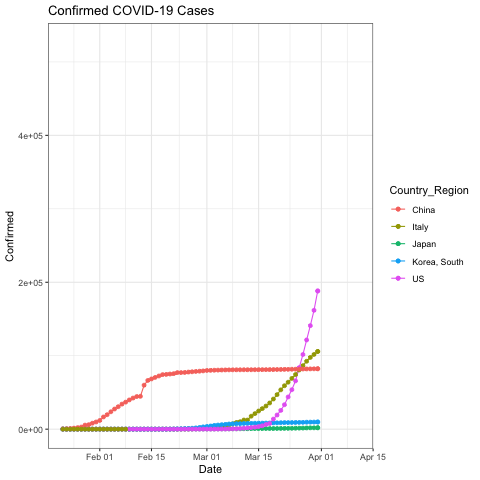 Confirmed COVID-19 Cases
Confirmed
4e+05
2e+05
0e+00
Feb 01
Feb 15
Mar 01
Mar 15
Apr 01
Apr 15
Date
Country_Region
China
Italy
Japan
Korea, South
US